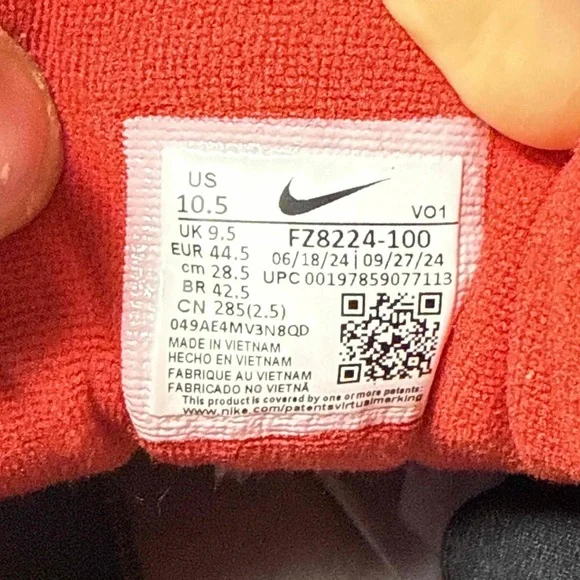 US
10.5
VO1
UK 9.5
EUR 44.5
cm 28.5
BR 42.5
CN 285(2.5)
049AE4MV3N8QD
FZ8224-100
06/18/24 | 09/27/24
UPC 00197859077113
MADE IN VIETNAM
HECHO EN VIETNAM
FABRIQUE AU VIETNAM
FABRICADO NO VIETNÃ
This product is covered by one or more patents:
www.nike.com/patentsvirtualmarking